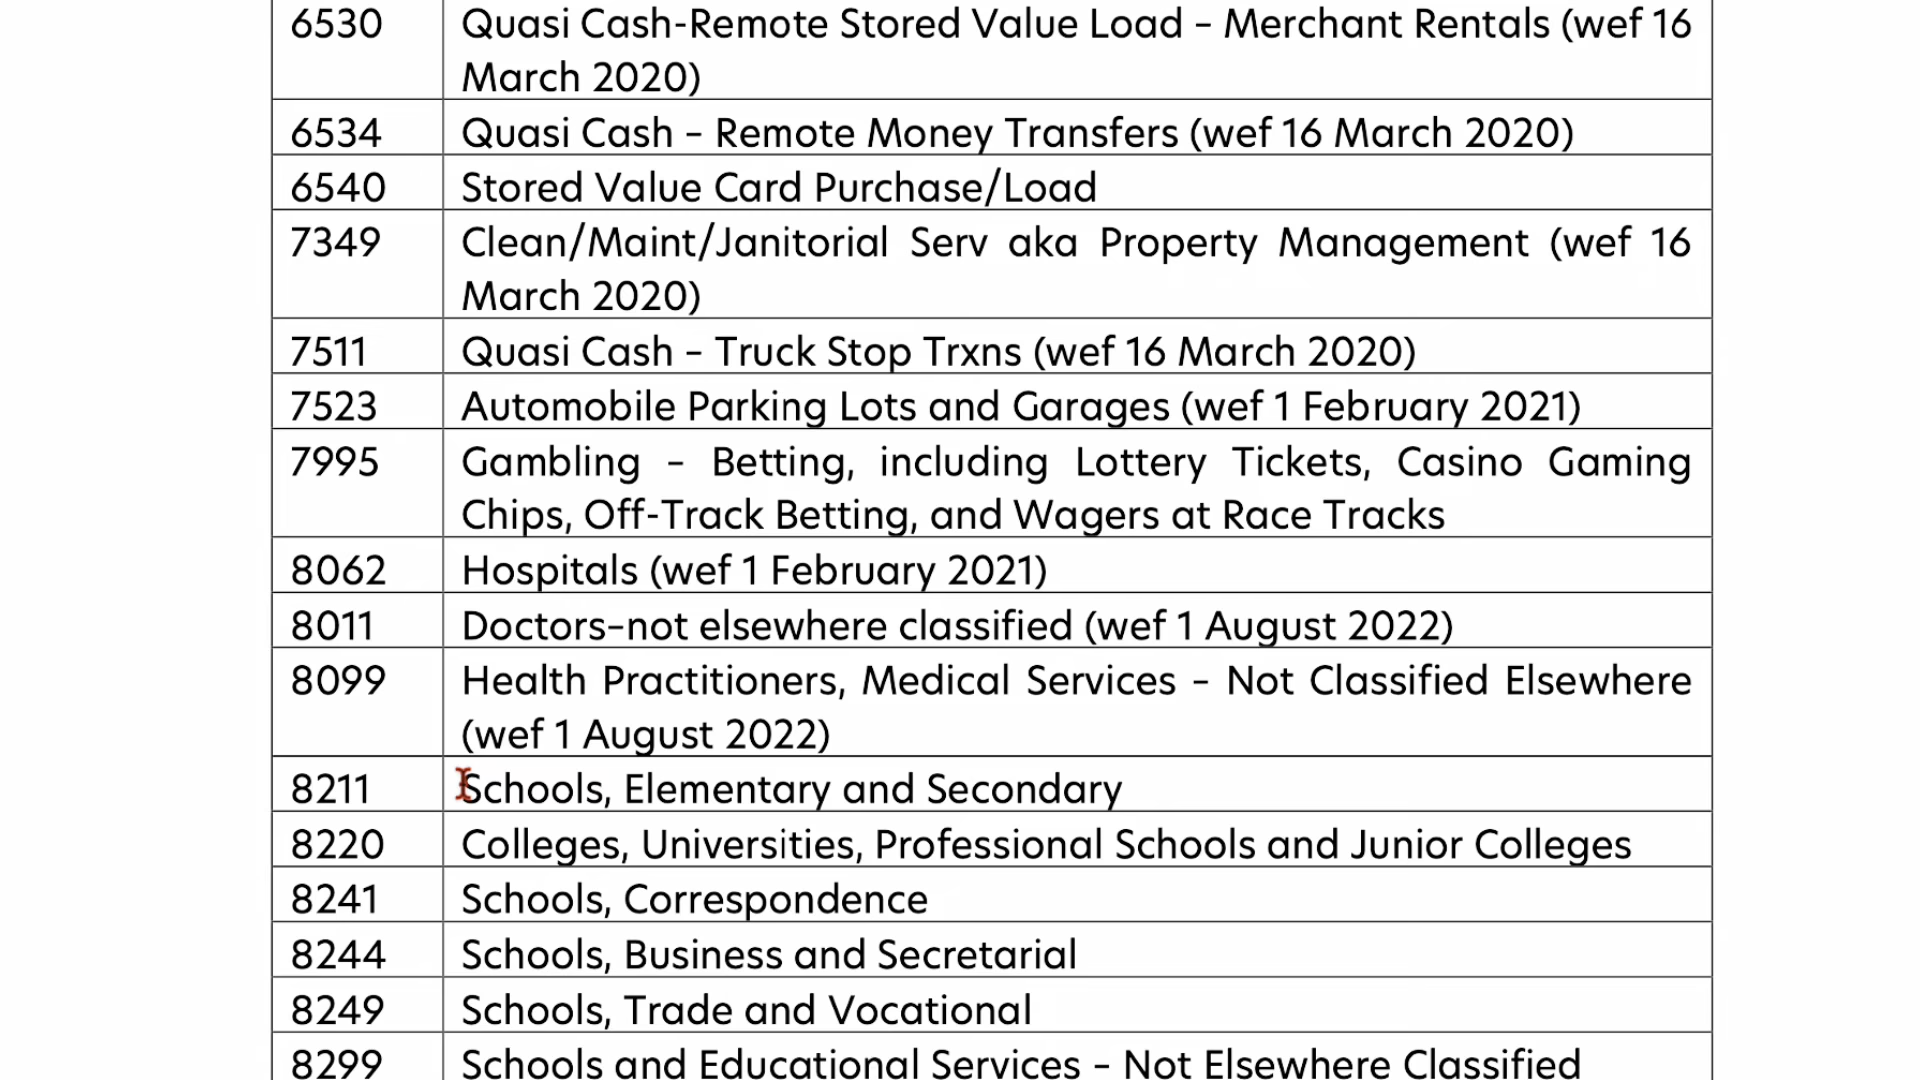 6530 Quasi Cash-Remote Stored Value Load – Merchant Rentals (wef 16
March 2020)
6534 Quasi Cash – Remote Money Transfers (wef 16 March 2020)
6540 Stored Value Card Purchase/Load
7349 Clean/Maint/Janitorial Serv aka Property Management (wef 16
March 2020)
7511 Quasi Cash – Truck Stop Trxns (wef 16 March 2020)
7523 Automobile Parking Lots and Garages (wef 1 February 2021)
7995 Gambling – Betting, including Lottery Tickets, Casino Gaming
Chips, Off-Track Betting, and Wagers at Race Tracks
8062 Hospitals (wef 1 February 2021)
8011 Doctors–not elsewhere classified (wef 1 August 2022)
8099 Health Practitioners, Medical Services – Not Classified Elsewhere
(wef 1 August 2022)
8211 Schools, Elementary and Secondary
8220 Colleges, Universities, Professional Schools and Junior Colleges
8241 Schools, Correspondence
8244 Schools, Business and Secretarial
8249 Schools, Trade and Vocational
8299 Schools and Educational Services – Not Elsewhere Classified